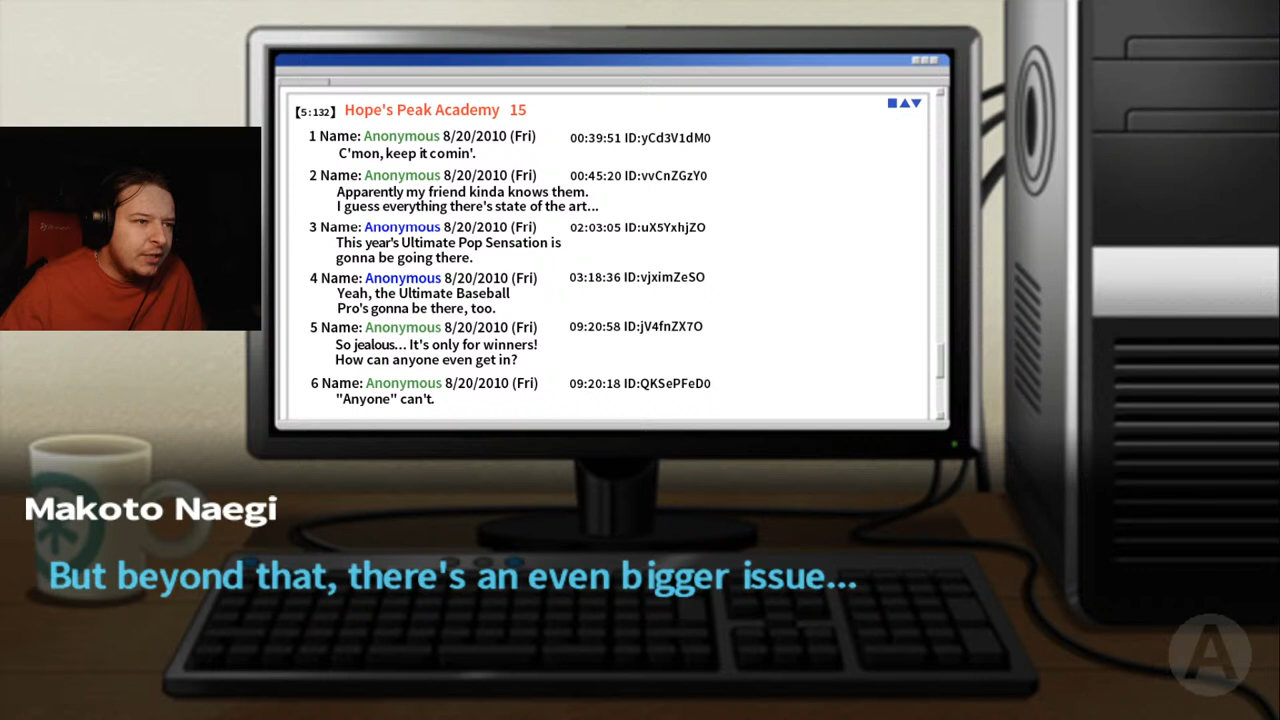 【5:132】 Hope's Peak Academy 15
1 Name: Anonymous 8/20/2010 (Fri) 00:39:51 ID:yCd3V1dM0
C'mon, keep it comin'.
2 Name: Anonymous 8/20/2010 (Fri) 00:45:20 ID:vvCnZGzY0
Apparently my friend kinda knows them.
I guess everything there's state of the art...
3 Name: Anonymous 8/20/2010 (Fri) 02:03:05 ID:uX5YxhjZO
This year's Ultimate Pop Sensation is
gonna be going there.
4 Name: Anonymous 8/20/2010 (Fri) 03:18:36 ID:vjximZeSO
Yeah, the Ultimate Baseball
Pro's gonna be there, too.
5 Name: Anonymous 8/20/2010 (Fri) 09:20:58 ID:jV4fnZX7O
So jealous... It's only for winners!
How can anyone even get in?
6 Name: Anonymous 8/20/2010 (Fri) 09:20:18 ID:QKSePFeD0
"Anyone" can't.
Makoto Naegi
But beyond that, there's an even bigger issue...
A